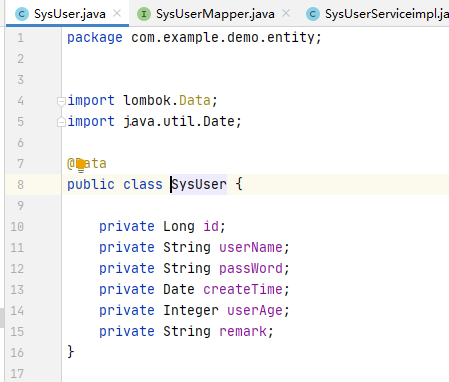 SysUser.java SysUserMapper.java SysUserServiceimpl.ja
1 package com.example.demo.entity;
2
3
4 import lombok.Data;
5 import java.util.Date;
6
7 @Data
8 public class SysUser {
9
10 private Long id;
11 private String userName;
12 private String passWord;
13 private Date createTime;
14 private Integer userAge;
15 private String remark;
16 }
17